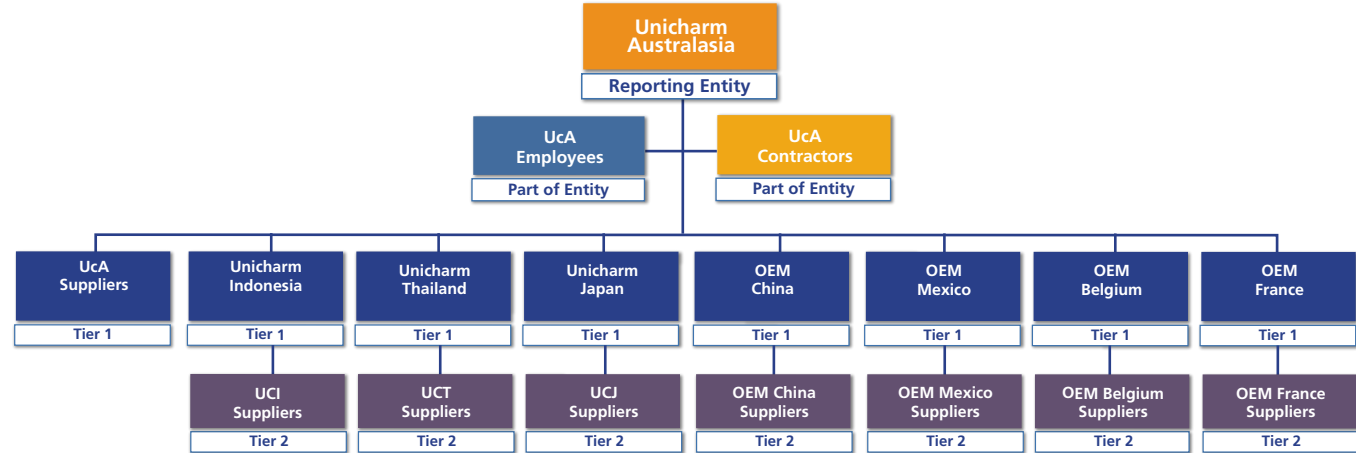 Unicharm
Australasia
Reporting Entity
UcA
Employees
Part of Entity
UcA
Contractors
Part of Entity
UcA
Suppliers
Tier 1
Unicharm
Indonesia
Tier 1
Unicharm
Thailand
Tier 1
Unicharm
Japan
Tier 1
OEM
China
Tier 1
OEM
Mexico
Tier 1
OEM
Belgium
Tier 1
OEM
France
Tier 1
UCI
Suppliers
Tier 2
UCT
Suppliers
Tier 2
UCJ
Suppliers
Tier 2
OEM China
Suppliers
Tier 2
OEM Mexico
Suppliers
Tier 2
OEM Belgium
Suppliers
Tier 2
OEM France
Suppliers
Tier 2